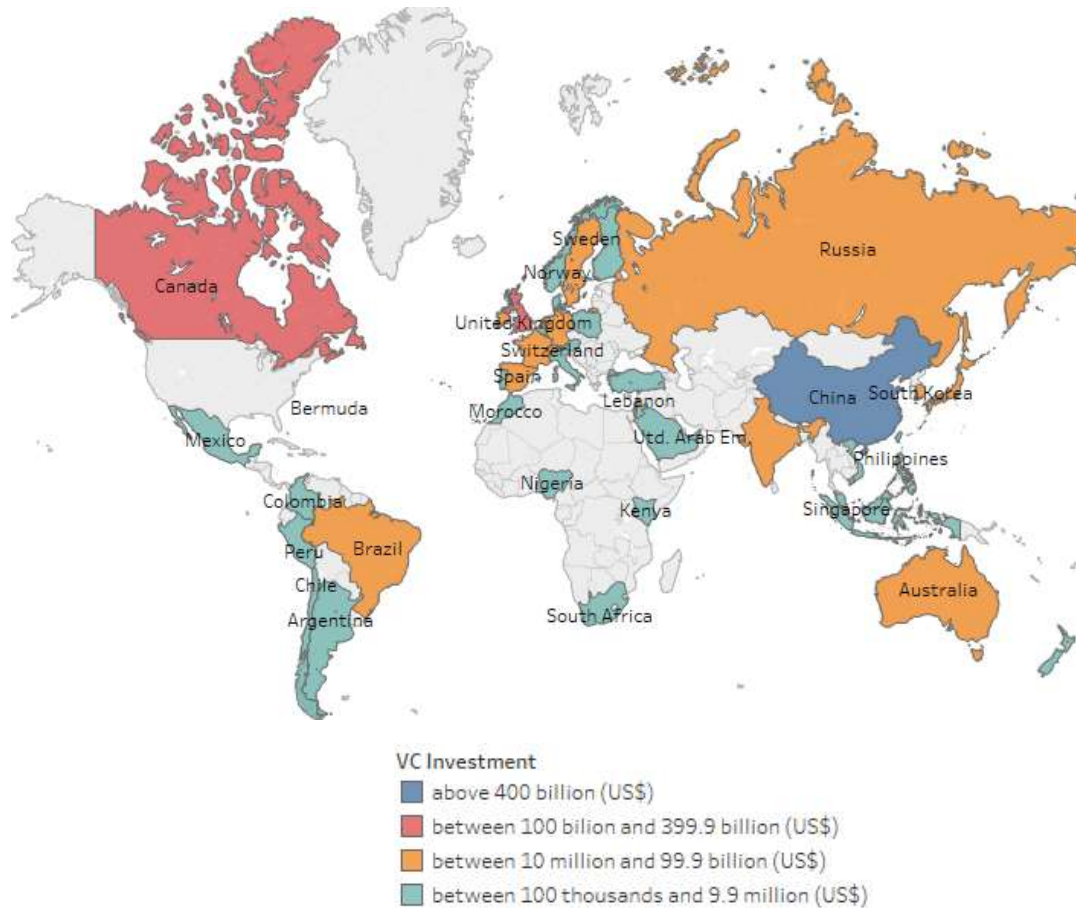 Sweden
Russia
Norway
Canada
United Kingdom
Switzerland
Spain
China
South Korea
Bermuda
Morocco
Lebanon
Mexico
Utd. Arab Em.
Philippines
Nigeria
Colombia
Kenya
Singapore
Peru
Brazil
Chile
Australia
Argentina
South Africa
VC Investment
above 400 billion (US$)
between 100 bilion and 399.9 billion (US$)
between 10 million and 99.9 billion (US$)
between 100 thousands and 9.9 million (US$)